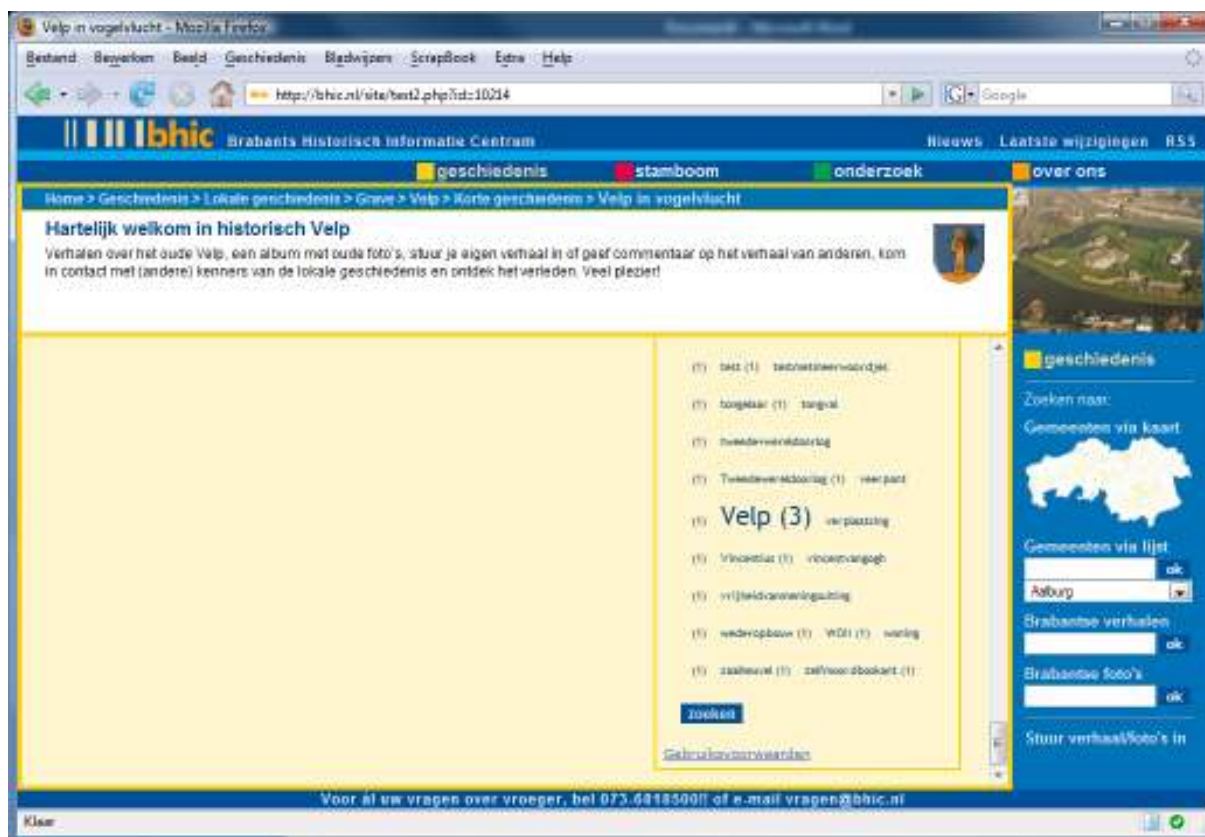 Velp in vogelvlucht - Mozilla Firefox
Bestand Bewerken Beeld Geschiedenis Bladwijzers ScrapBook Extra Help
http://bhic.nl/site/test2.php?id=10214
Google
bhic Brabants Historisch Informatie Centrum
Nieuws Laatste wijzigingen RSS
geschiedenis stamboom onderzoek over ons
Home > Geschiedenis > Lokale geschiedenis > Grave > Velp > Korte geschiedenis > Velp in vogelvlucht
Hartelijk welkom in historisch Velp
Verhalen over het oude Velp, een album met oude foto's, stuur je eigen verhaal in of geef commentaar op het verhaal van anderen, kom
in contact met (andere) kenners van de lokale geschiedenis en ontdek het verleden. Veel plezier!
(1) test (1) testmetmeerwoordjes
(1) tongelaar (1) tongval
(1) tweedewereldoorlog
(1) Tweedewereldoorlog (1) veerpont
(1) Velp (3) verplaatsing
(1) Vincentius (1) vincentvangogh
(1) vrijheidvanmeningsuiting
(1) wederopbouw (1) WOII (1) woning
(1) zaalheuvel (1) (1)
zoeken
Gebruiksvoorwaarden
geschiedenis
Zoeken naar:
Gemeenten via kaart
Gemeenten via lijst
ok
Aalburg
Brabantse verhalen
ok
Brabantse foto's
ok
Stuur verhaal/foto's in
Voor ál uw vragen over vroeger, bel 073-6818500!! of e-mail vragen@bhic.nl
Klaar